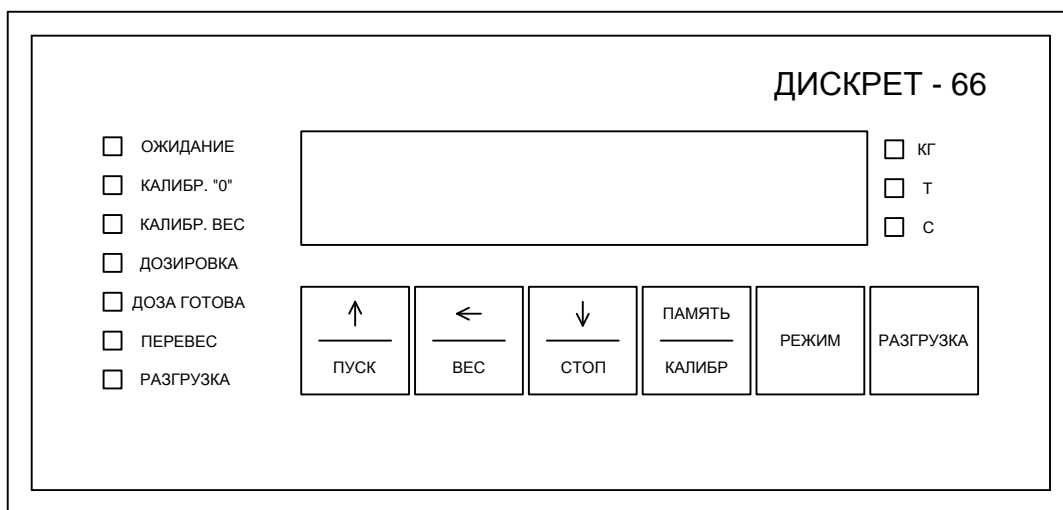 ДИСКРЕТ - 66
ОЖИДАНИЕ
КАЛИБР. "0"
КАЛИБР. ВЕС
ДОЗИРОВКА
ДОЗА ГОТОВА
ПЕРЕВЕС
РАЗГРУЗКА
КГ
Т
С
↑
ПУСК
←
ВЕС
↓
СТОП
ПАМЯТЬ
КАЛИБР
РЕЖИМ
РАЗГРУЗКА